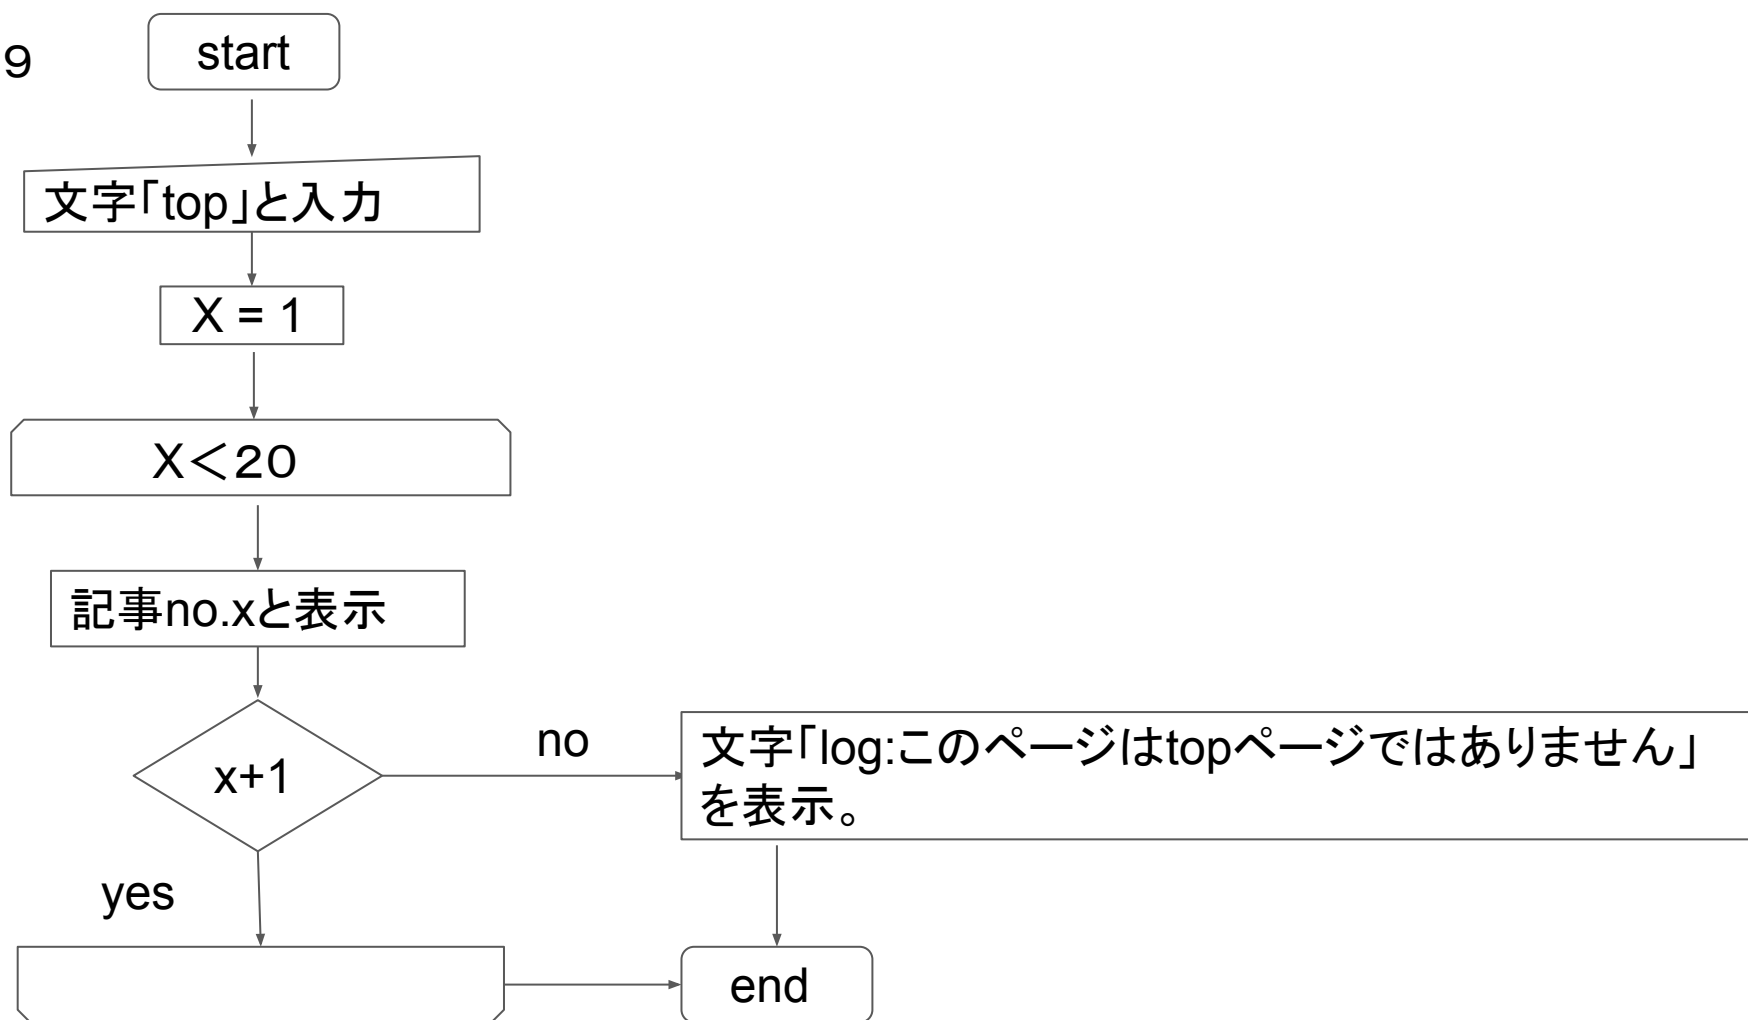 9
start
文字「top」と入力
X = 1
X＜２０
記事no.xと表示
x+1
no
文字「log:このページはtopページではありません」
を表示。
yes
end